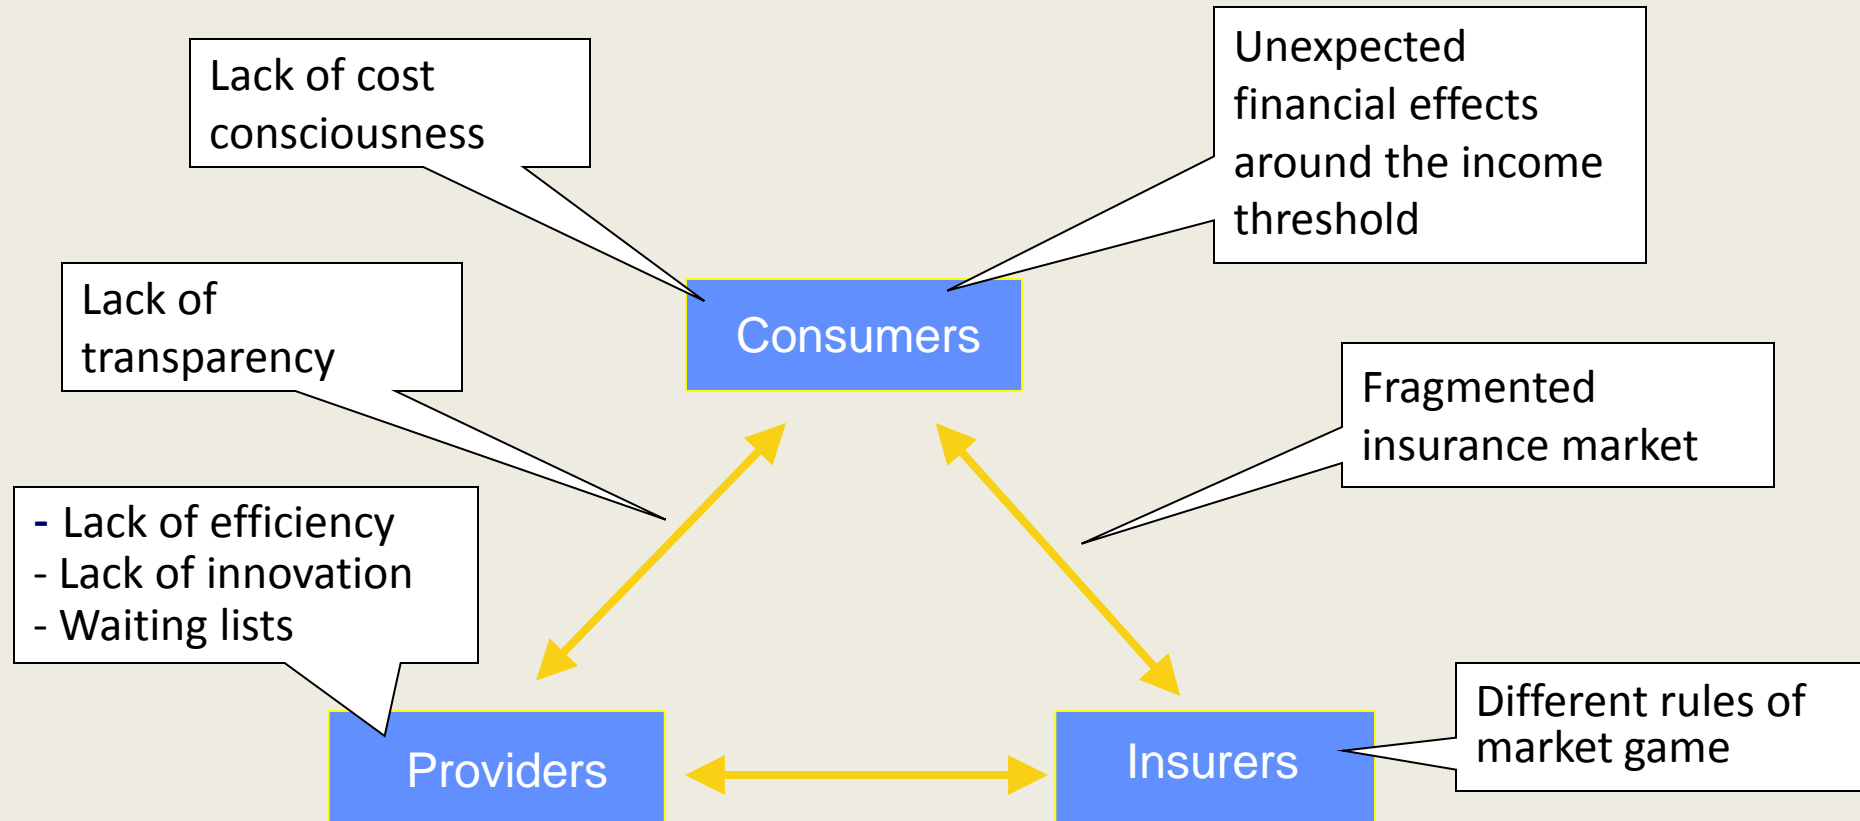 Lack of cost
consciousness
Unexpected
financial effects
around the income
threshold
Lack of
transparency
Consumers
Fragmented
insurance market
- Lack of efficiency
- Lack of innovation
- Waiting lists
Different rules of
market game
Providers
Insurers